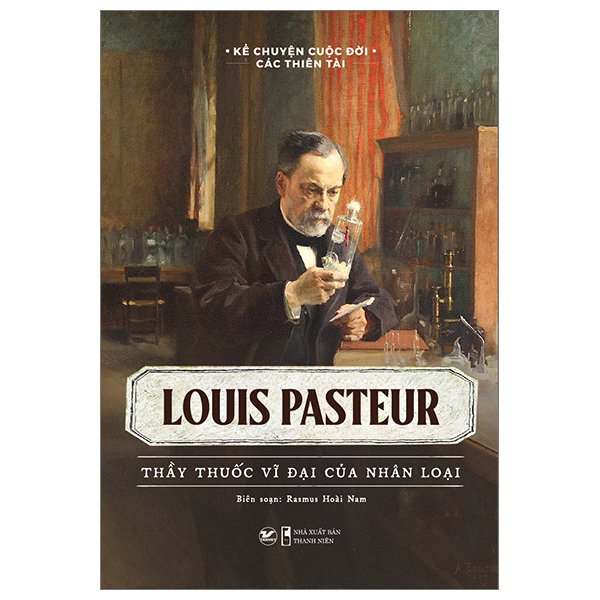 • KỂ CHUYỆN CUỘC ĐỜI •
CÁC THIÊN TÀI
LOUIS PASTEUR
THẦY THUỐC VĨ ĐẠI CỦA NHÂN LOẠI
Biên soạn: Rasmus Hoài Nam
NHÀ XUẤT BẢN
THANH NIÊN